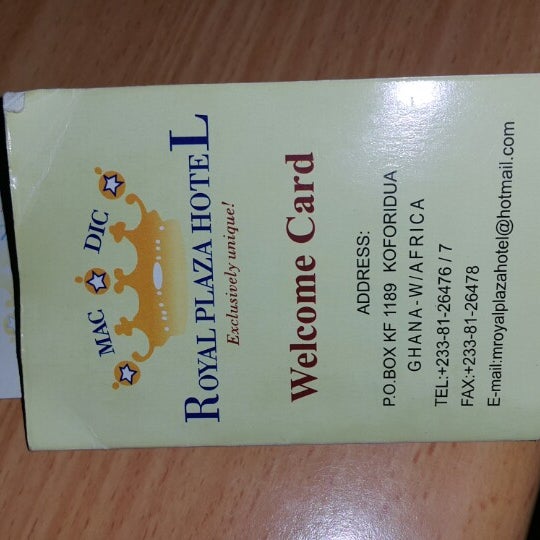 MAC DIC
ROYAL PLAZA HOTEL
Exclusively unique!
Welcome Card
ADDRESS:
P.O.BOX KF 1189 KOFORIDUA
GHANA-W/AFRICA
TEL:+233-81-26476 / 7
FAX:+233-81-26478
E-mail:mroyalplazahotel@hotmail.com